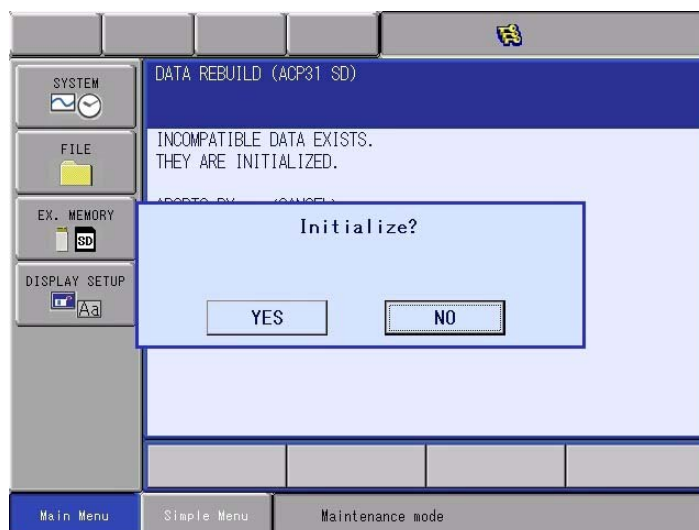 SYSTEM
FILE
EX. MEMORY
SD
DISPLAY SETUP
Aa
DATA REBUILD (ACP31 SD)
INCOMPATIBLE DATA EXISTS.
THEY ARE INITIALIZED.
Initialize?
YES
NO
Main Menu
Simple Menu
Maintenance mode